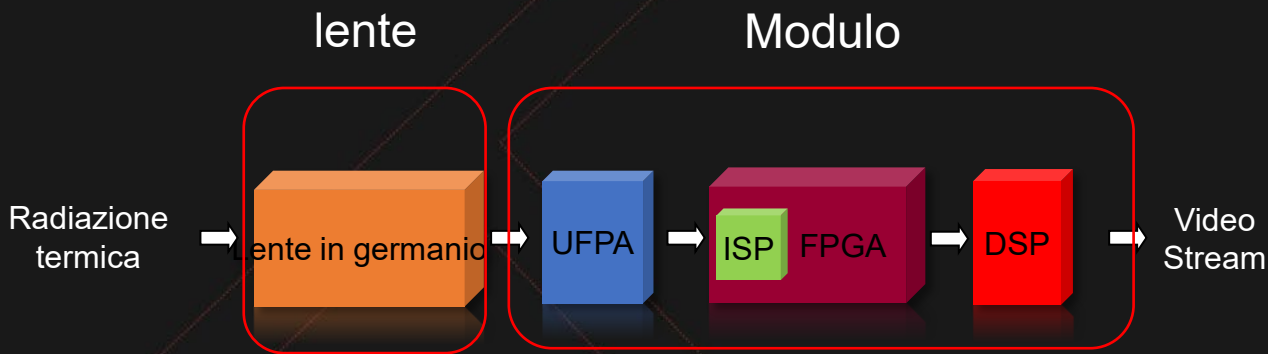 lente
Modulo
Radiazione
termica
Lente in germanio
UFPA
ISP
FPGA
DSP
Video
Stream